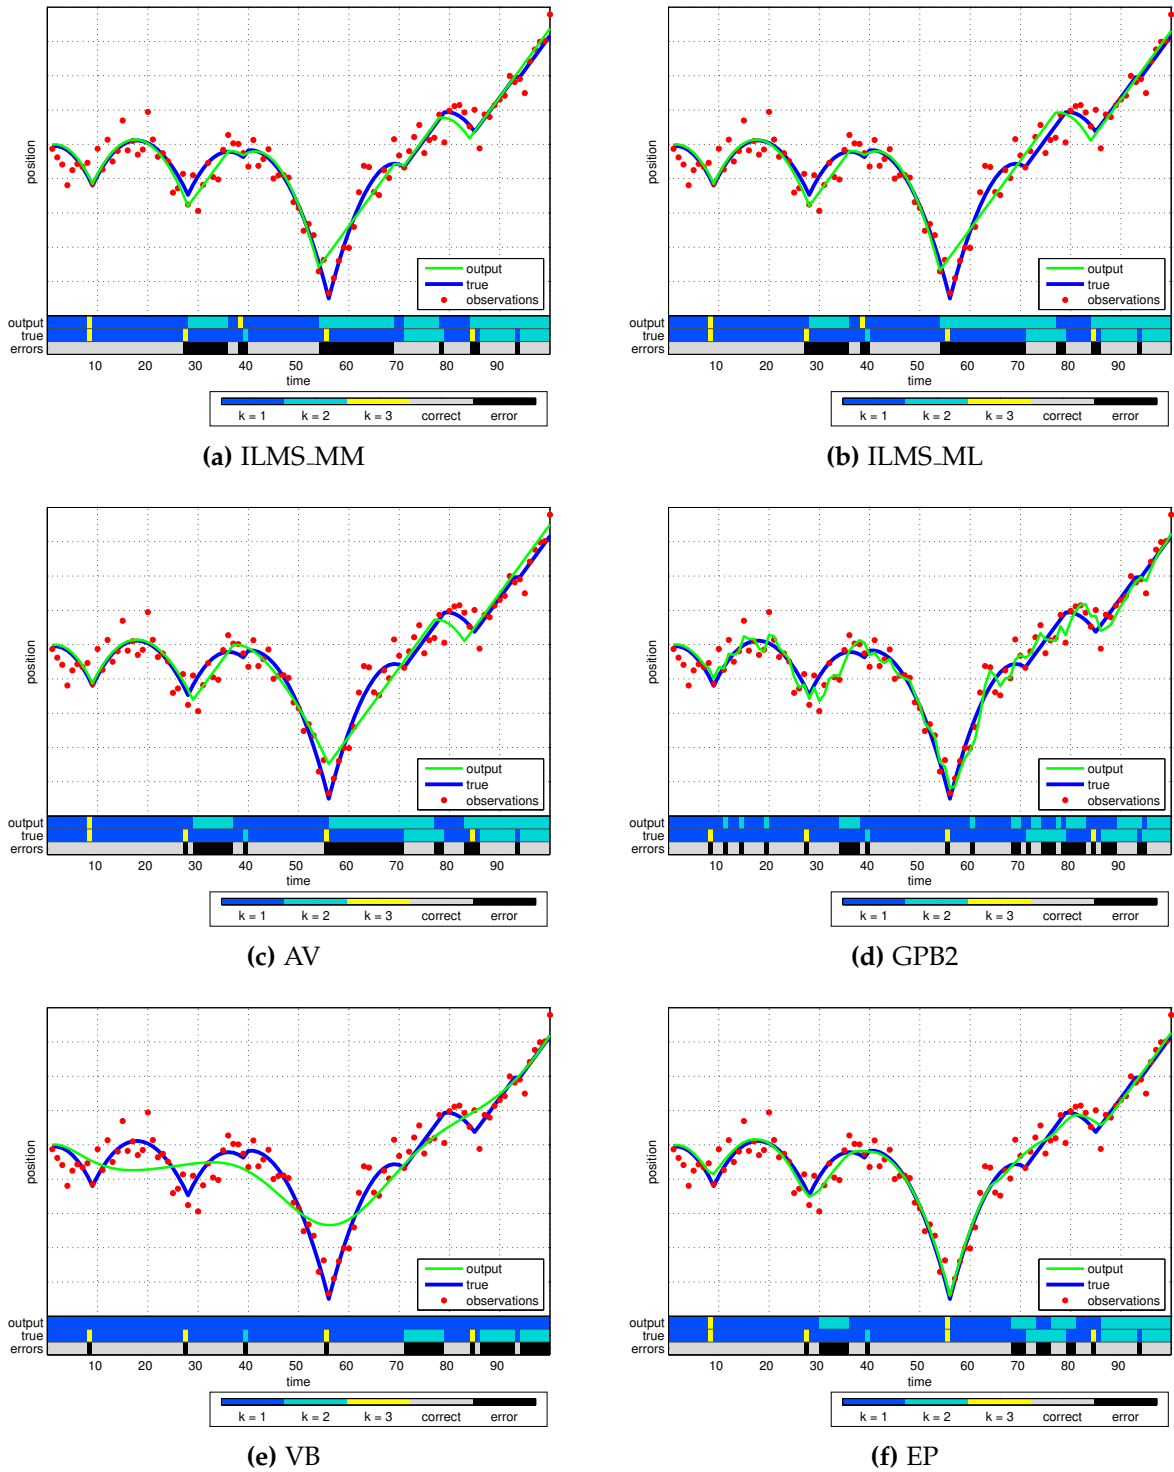 position
output
true
observations
output
true
errors
10 20 30 40 50 60 70 80 90
time
k = 1 k = 2 k = 3 correct error
(a) ILMS_MM
position
output
true
observations
output
true
errors
10 20 30 40 50 60 70 80 90
time
k = 1 k = 2 k = 3 correct error
(b) ILMS_ML
position
output
true
observations
output
true
errors
10 20 30 40 50 60 70 80 90
time
k = 1 k = 2 k = 3 correct error
(c) AV
position
output
true
observations
output
true
errors
10 20 30 40 50 60 70 80 90
time
k = 1 k = 2 k = 3 correct error
(d) GPB2
position
output
true
observations
output
true
errors
10 20 30 40 50 60 70 80 90
time
k = 1 k = 2 k = 3 correct error
(e) VB
position
output
true
observations
output
true
errors
10 20 30 40 50 60 70 80 90
time
k = 1 k = 2 k = 3 correct error
(f) EP